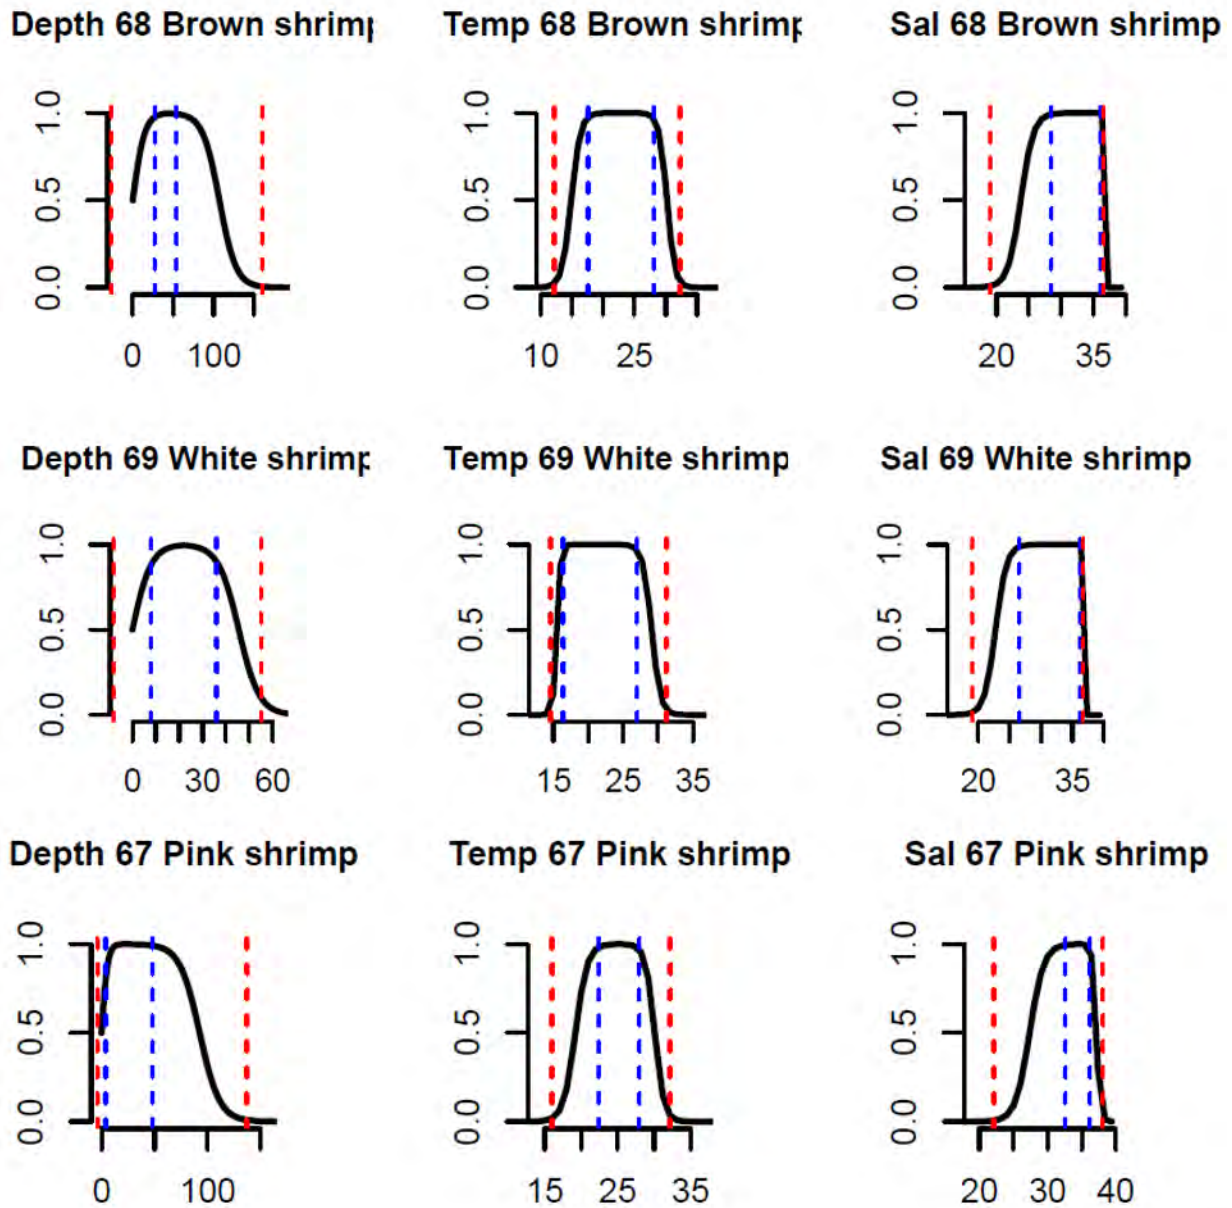 Depth 68 Brown shrimp
Temp 68 Brown shrimp
Sal 68 Brown shrimp
0.0 0.5 1.0
0 100
0.0 0.5 1.0
10 25
0.0 0.5 1.0
20 35
Depth 69 White shrimp
Temp 69 White shrimp
Sal 69 White shrimp
0.0 0.5 1.0
0 30 60
0.0 0.5 1.0
15 25 35
0.0 0.5 1.0
20 35
Depth 67 Pink shrimp
Temp 67 Pink shrimp
Sal 67 Pink shrimp
0.0 0.5 1.0
0 100
0.0 0.5 1.0
15 25 35
0.0 0.5 1.0
20 30 40